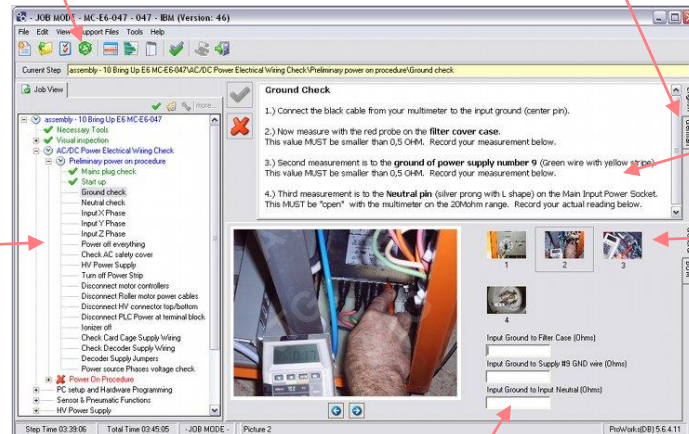 - JOB MODE - MC-E6-047 - 047 - IBM (Version: 46)
File Edit View Support Files Tools Help
Current Step assembly - 10 Bring Up E6 MC-E6-047\AC/DC Power Electrical Wiring Check\Preliminary power on procedure\Ground check
Job View
more...
assembly - 10 Bring Up E6 MC-E6-047
Necessary Tools
Visual inspection
AC/DC Power Electrical Wiring Check
Preliminary power on procedure
Mains plug check
Start up
Ground check
Neutral check
Input X Phase
Input Y Phase
Input Z Phase
Power off everything
Check AC safety cover
HV Power Supply
Turn off Power Strip
Disconnect motor controllers
Disconnect Roller motor power cables
Disconnect HV connector top/bottom
Disconnect PLC Power at terminal block
Ionizer off
Check Card Cage Supply Wiring
Check Decoder Supply Wiring
Decoder Supply Jumpers
Power source Phases voltage check
Power On Procedure
PC setup and Hardware Programming
Sensor & Pneumatic Functions
HV Power Supply
Ground Check
1.) Connect the black cable from your multimeter to the input ground (center pin).
2.) Now measure with the red probe on the filter cover case.
This value MUST be smaller than 0,5 OHM. Record your measurement below.
3.) Second measurement is to the ground of power supply number 9 (Green wire with yellow stripe)
This value MUST be smaller than 0,5 OHM. Record your measurement below.
4.) Third measurement is to the Neutral pin (silver prong with L shape) on the Main Input Power Socket.
This MUST be "open" with the multimeter on the 20Mohm range. Record your actual reading below.
1
2
3
4
Input Ground to Filter Case (Ohms)
Input Ground to Supply #9 GND wire (Ohms)
Input Ground to Input Neutral (Ohms)
Step Time 03:39:06 Total Time 03:45:05 - JOB MODE - Picture 2 ProWorks(DB) 5.6.4.11